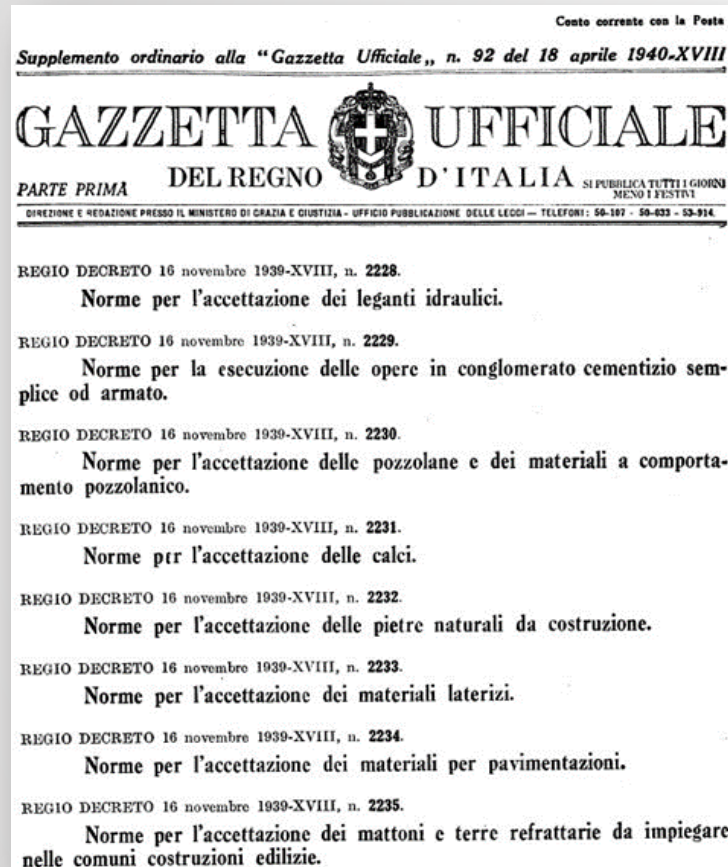 Conto corrente con la Posta
Supplemento ordinario alla “Gazzetta Ufficiale„ n. 92 del 18 aprile 1940-XVIII
GAZZETTA UFFICIALE
DEL REGNO D'ITALIA
PARTE PRIMA
SI PUBBLICA TUTTI I GIORNI
MENO I FESTIVI
DIREZIONE E REDAZIONE PRESSO IL MINISTERO DI GRAZIA E GIUSTIZIA - UFFICIO PUBBLICAZIONE DELLE LEGGI — TELEFONI: 50-107 - 50-033 - 53-914
REGIO DECRETO 16 novembre 1939-XVIII, n. 2228.
Norme per l'accettazione dei leganti idraulici.
REGIO DECRETO 16 novembre 1939-XVIII, n. 2229.
Norme per la esecuzione delle opere in conglomerato cementizio sem-
plice od armato.
REGIO DECRETO 16 novembre 1939-XVIII, n. 2230.
Norme per l'accettazione delle pozzolane e dei materiali a comporta-
mento pozzolanico.
REGIO DECRETO 16 novembre 1939-XVIII, n. 2231.
Norme per l'accettazione delle calci.
REGIO DECRETO 16 novembre 1939-XVIII, n. 2232.
Norme per l'accettazione delle pietre naturali da costruzione.
REGIO DECRETO 16 novembre 1939-XVIII, n. 2233.
Norme per l'accettazione dei materiali laterizi.
REGIO DECRETO 16 novembre 1939-XVIII, n. 2234.
Norme per l'accettazione dei materiali per pavimentazioni.
REGIO DECRETO 16 novembre 1939-XVIII, n. 2235.
Norme per l'accettazione dei mattoni e terre refrattarie da impiegare
nelle comuni costruzioni edilizie.